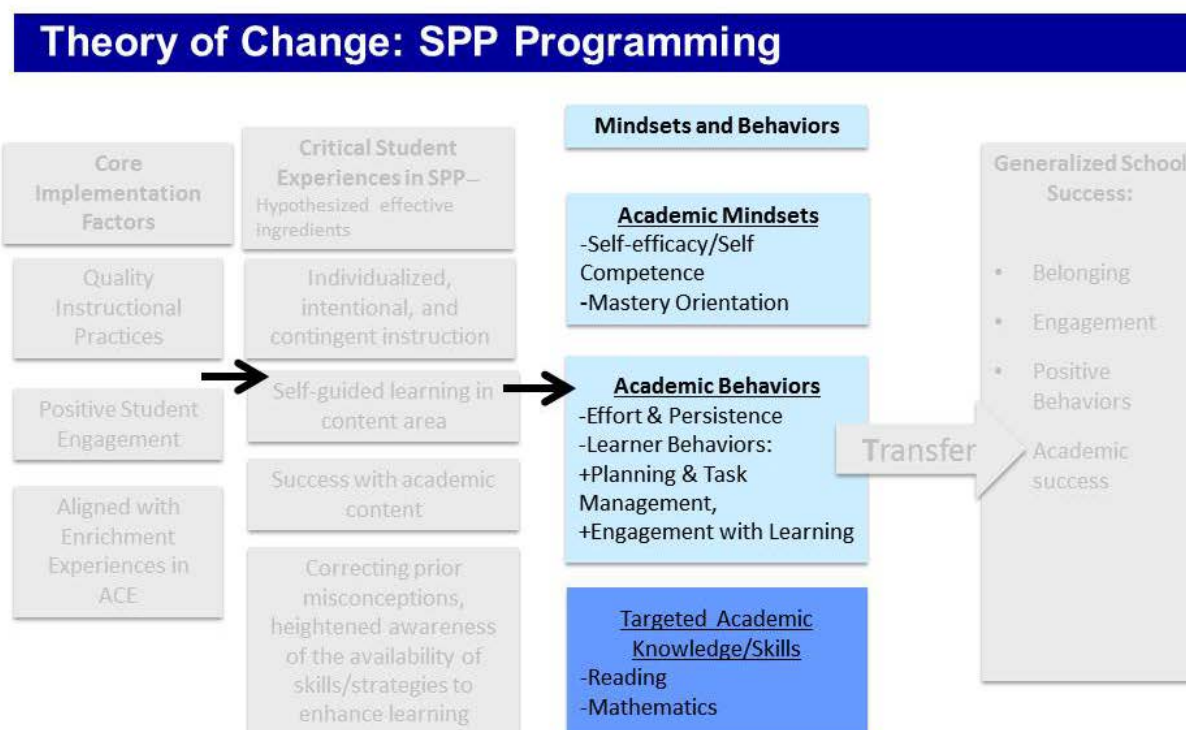 Theory of Change: SPP Programming
Core
Implementation
Factors
Quality
Instructional
Practices
Positive Student
Engagement
Aligned with
Enrichment
Experiences in
ACE
Critical Student
Experiences in SPP–
Hypothesized effective
ingredients
Individualized,
intentional, and
contingent instruction
Self-guided learning in
content area
Success with academic
content
Correcting prior
misconceptions,
heightened awareness
of the availability of
skills/strategies to
enhance learning
Mindsets and Behaviors
Academic Mindsets
-Self-efficacy/Self
Competence
-Mastery Orientation
Academic Behaviors
-Effort & Persistence
-Learner Behaviors:
+Planning & Task
Management,
+Engagement with Learning
Targeted Academic
Knowledge/Skills
-Reading
-Mathematics
Transfer
Generalized School
Success:
• Belonging
• Engagement
• Positive
Behaviors
• Academic
success